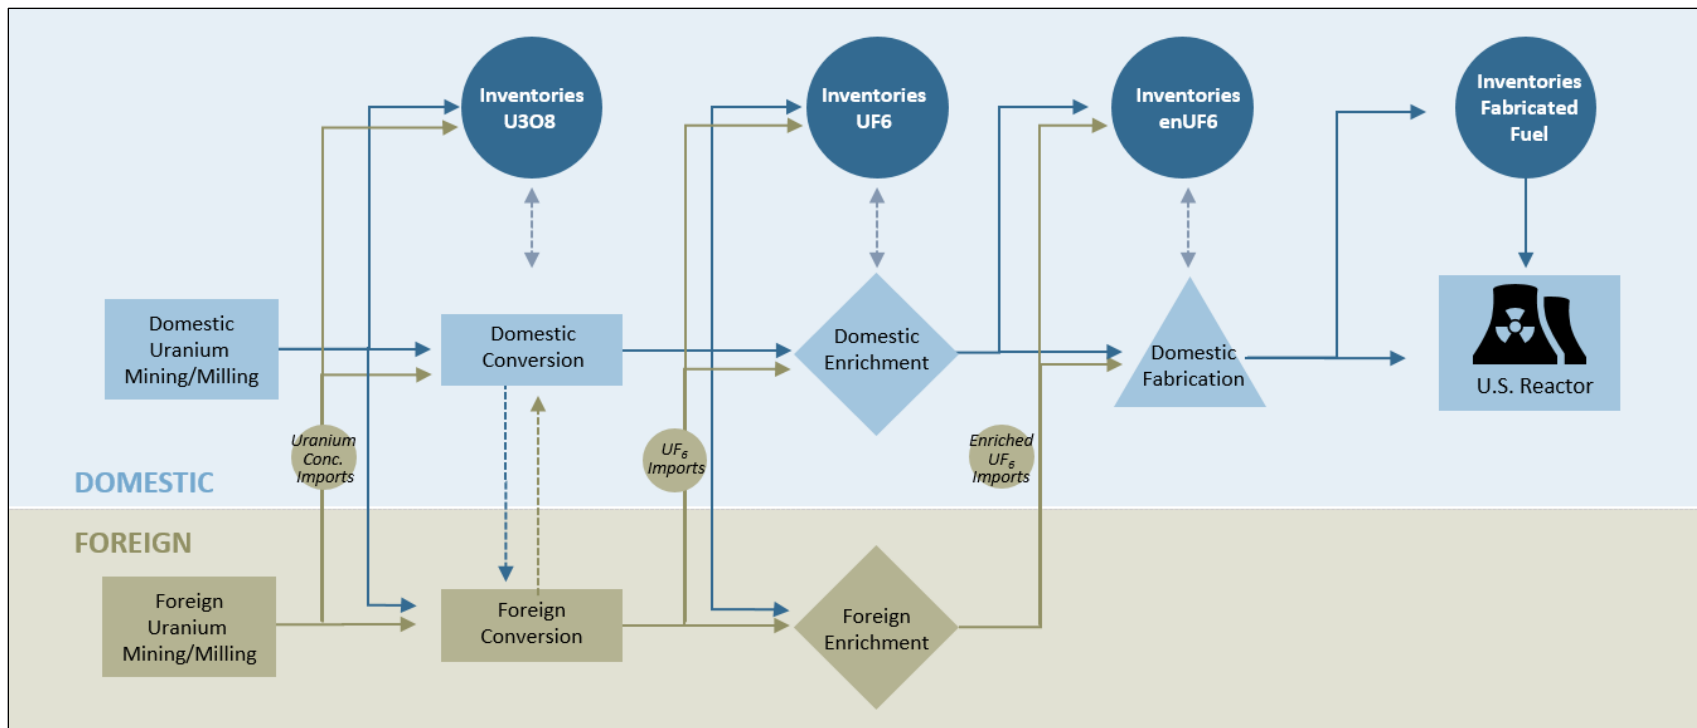 Inventories
U3O8
Inventories
UF6
Inventories
enUF6
Inventories
Fabricated
Fuel
Domestic
Uranium
Mining/Milling
Domestic
Conversion
Domestic
Enrichment
Domestic
Fabrication
U.S. Reactor
Uranium
Conc.
Imports
UF6
Imports
Enriched
UF6
Imports
DOMESTIC
FOREIGN
Foreign
Uranium
Mining/Milling
Foreign
Conversion
Foreign
Enrichment